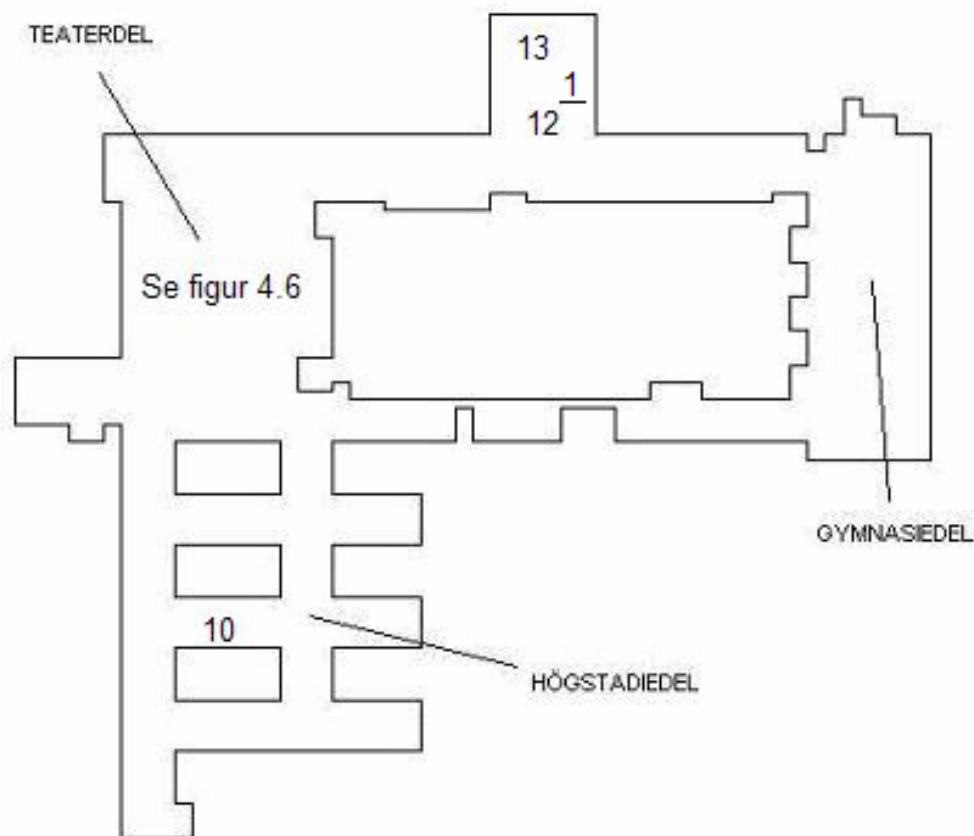 TEATERDEL
13
1
12
Se figur 4.6
GYMNASIEDEL
10
HÖGSTADIEDEL